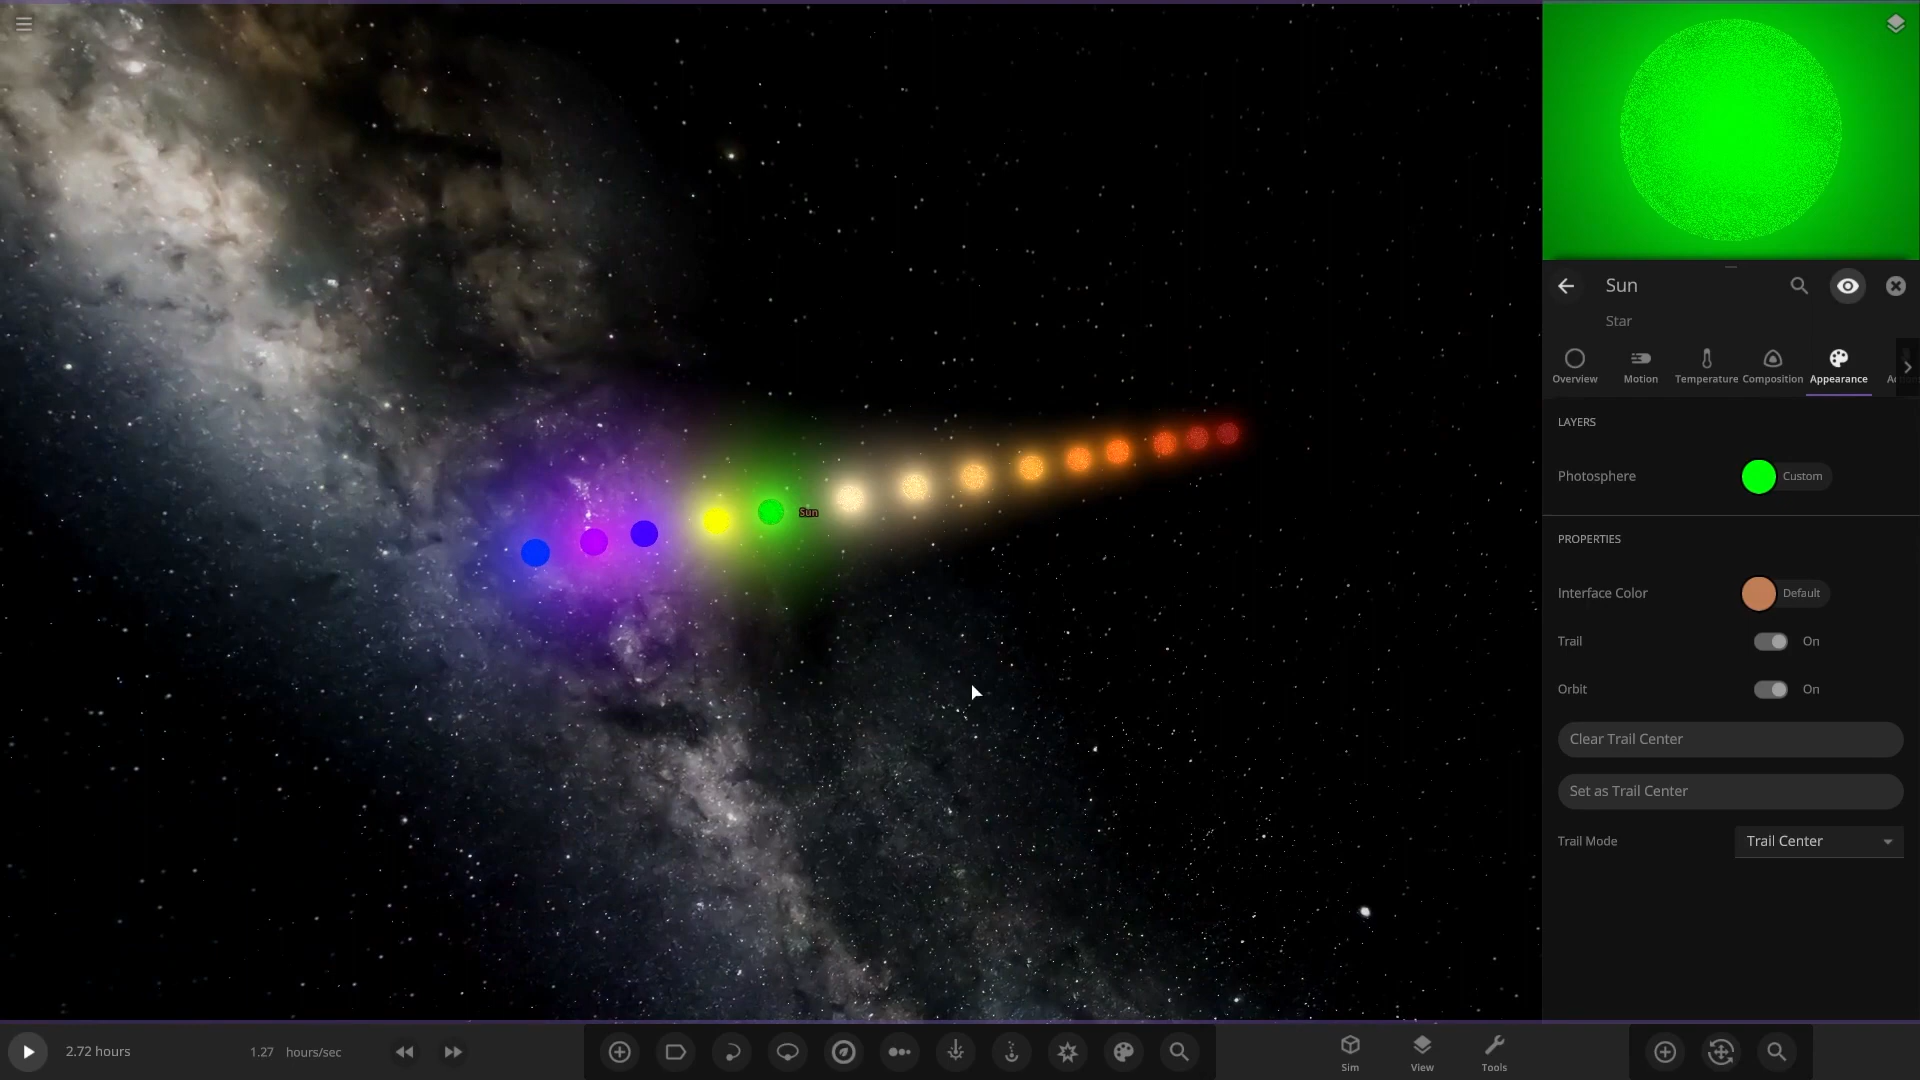 Sun
Sun
Star
Overview
Motion
Temperature
Composition
Appearance
LAYERS
Photosphere
Custom
PROPERTIES
Interface Color
Default
Trail
On
Orbit
On
Clear Trail Center
Set as Trail Center
Trail Mode
Trail Center
2.72 hours
1.27 hours/sec
Sim
View
Tools